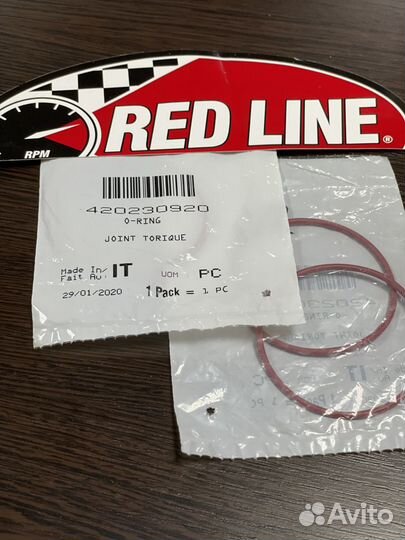 RED LINE®
RPM
420230920
O-RING
JOINT TORIQUE
Made In/
Fait Au:
IT
UOM
PC
29/01/2020
1 Pack = 1 PC
IT
Avito